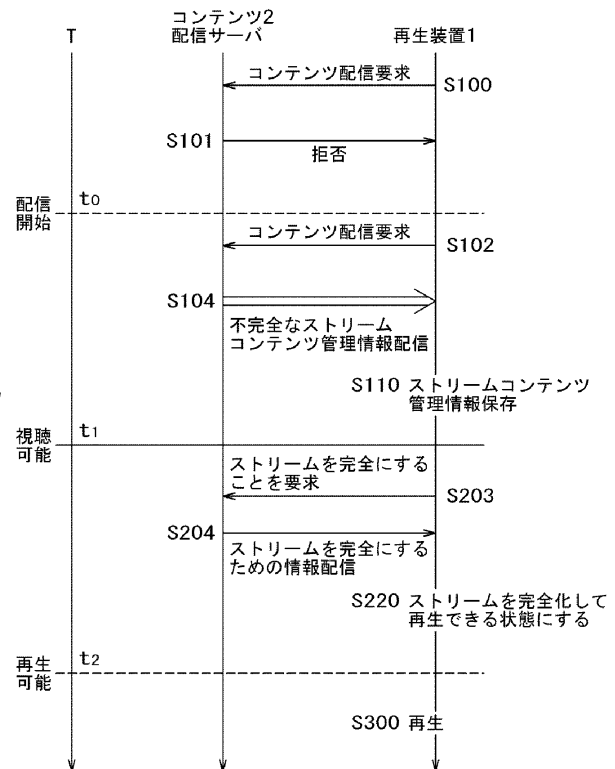 T
コンテンツ2
配信サーバ
再生装置1
コンテンツ配信要求
S100
S101
拒否
配信
開始
t0
コンテンツ配信要求
S102
S104
不完全なストリーム
コンテンツ管理情報配信
S110 ストリームコンテンツ
管理情報保存
視聴
可能
t1
ストリームを完全にする
ことを要求
S203
S204
ストリームを完全にする
ための情報配信
S220 ストリームを完全化して
再生できる状態にする
再生
可能
t2
S300 再生